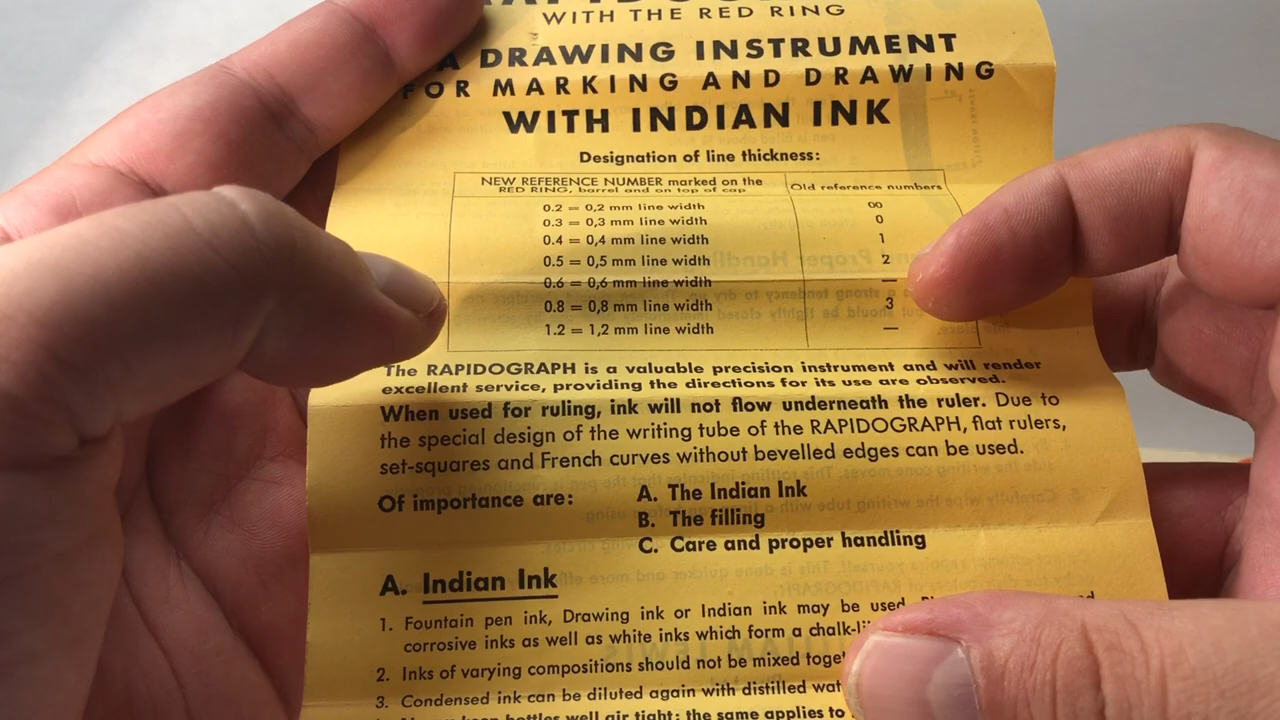 WITH THE RED RING
A DRAWING INSTRUMENT
FOR MARKING AND DRAWING
WITH INDIAN INK
Designation of line thickness:
NEW REFERENCE NUMBER marked on the Old reference numbers
RED RING, barrel and on top of cap
0.2 = 0,2 mm line width 00
0.3 = 0,3 mm line width 0
0.4 = 0,4 mm line width 1
0.5 = 0,5 mm line width 2
0.6 = 0,6 mm line width —
0.8 = 0,8 mm line width 3
1.2 = 1,2 mm line width —
The RAPIDOGRAPH is a valuable precision instrument and will render
excellent service, providing the directions for its use are observed.
When used for ruling, ink will not flow underneath the ruler. Due to
the special design of the writing tube of the RAPIDOGRAPH, flat rulers,
set-squares and French curves without bevelled edges can be used.
Of importance are: A. The Indian Ink
B. The filling
C. Care and proper handling
A. Indian Ink
1. Fountain pen ink, Drawing ink or Indian ink may be used.
corrosive inks as well as white inks which form a
2. Inks of varying compositions should not be mixed
3. Condensed ink can be diluted again with distilled
keep bottles well air tight; the same applies to